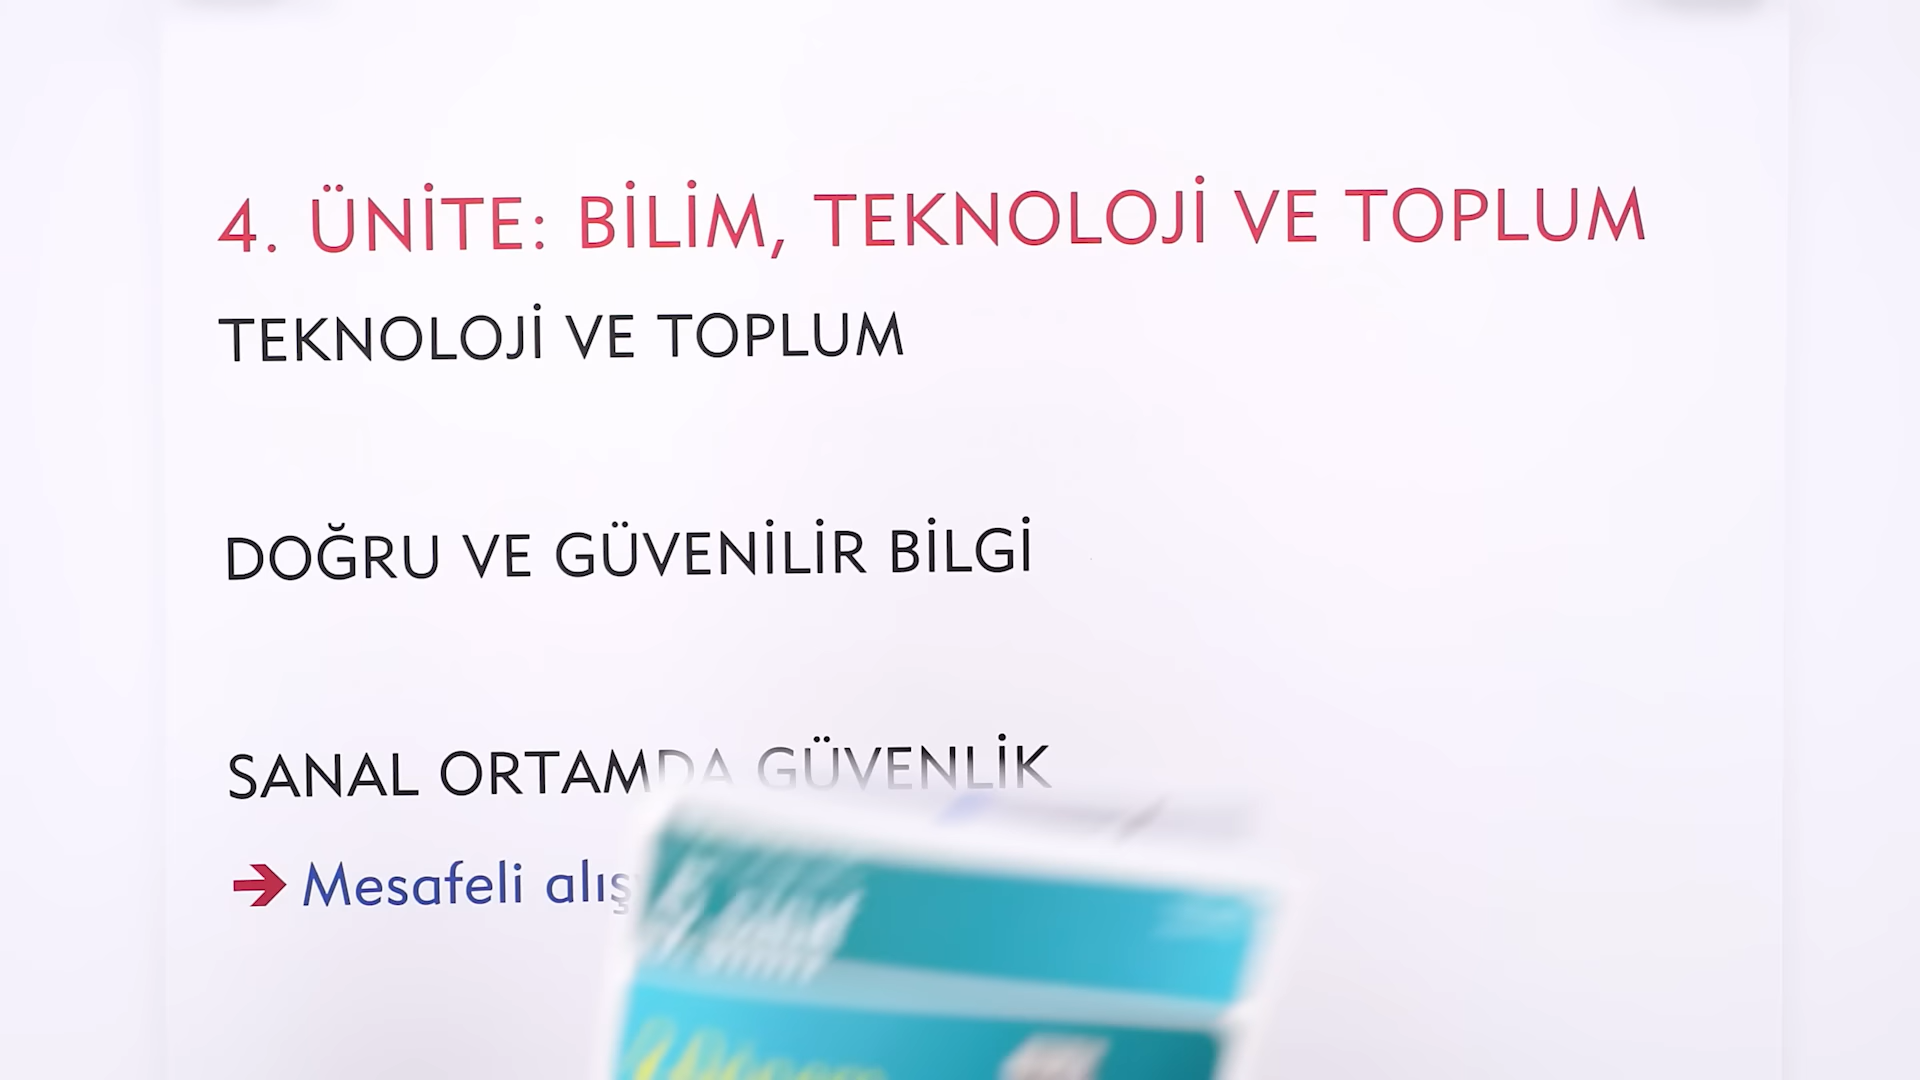 4. ÜNİTE: BİLİM, TEKNOLOJİ VE TOPLUM
TEKNOLOJİ VE TOPLUM
DOĞRU VE GÜVENİLİR BİLGİ
SANAL ORTAMDA GÜVENLİK
Mesafeli